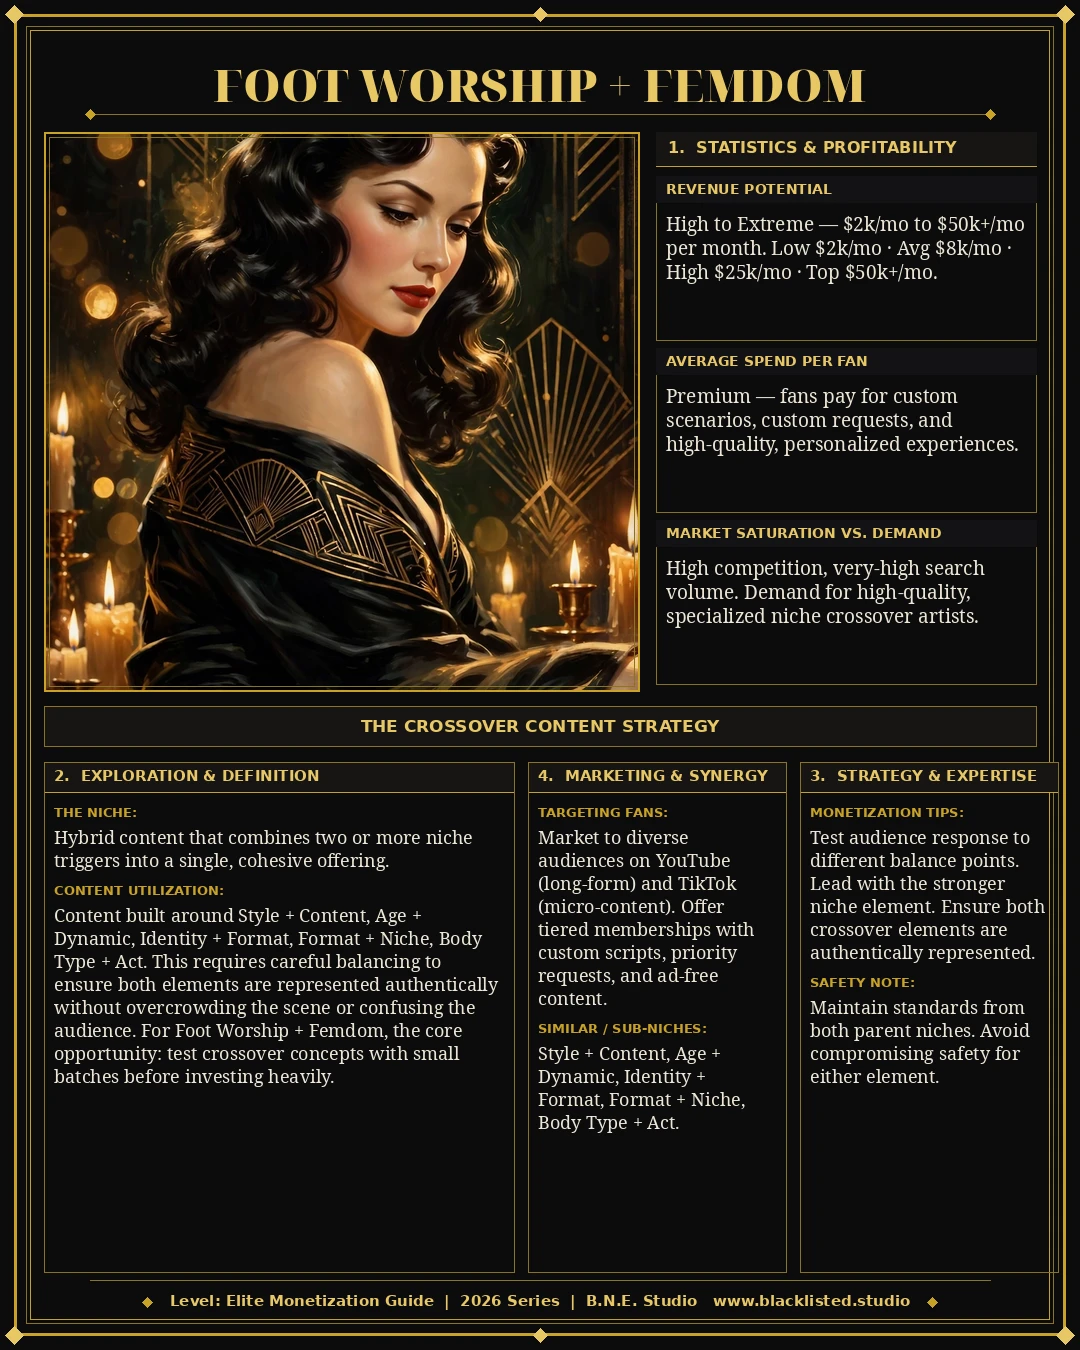 FOOT WORSHIP + FEMDOM
1. STATISTICS & PROFITABILITY
REVENUE POTENTIAL
High to Extreme — $2k/mo to $50k+/mo
per month. Low $2k/mo · Avg $8k/mo ·
High $25k/mo · Top $50k+/mo.
AVERAGE SPEND PER FAN
Premium — fans pay for custom
scenarios, custom requests, and
high-quality, personalized experiences.
MARKET SATURATION VS. DEMAND
High competition, very-high search
volume. Demand for high-quality,
specialized niche crossover artists.
THE CROSSOVER CONTENT STRATEGY
2. EXPLORATION & DEFINITION
THE NICHE:
Hybrid content that combines two or more niche
triggers into a single, cohesive offering.
CONTENT UTILIZATION:
Content built around Style + Content, Age +
Dynamic, Identity + Format, Format + Niche, Body
Type + Act. This requires careful balancing to
ensure both elements are represented authentically
without overcrowding the scene or confusing the
audience. For Foot Worship + Femdom, the core
opportunity: test crossover concepts with small
batches before investing heavily.
4. MARKETING & SYNERGY
TARGETING FANS:
Market to diverse
audiences on YouTube
(long-form) and TikTok
(micro-content). Offer
tiered memberships with
custom scripts, priority
requests, and ad-free
content.
SIMILAR / SUB-NICHES:
Style + Content, Age +
Dynamic, Identity +
Format, Format + Niche,
Body Type + Act.
3. STRATEGY & EXPERTISE
MONETIZATION TIPS:
Test audience response to
different balance points.
Lead with the stronger
niche element. Ensure both
crossover elements are
authentically represented.
SAFETY NOTE:
Maintain standards from
both parent niches. Avoid
compromising safety for
either element.
Level: Elite Monetization Guide | 2026 Series | B.N.E. Studio www.blacklisted.studio